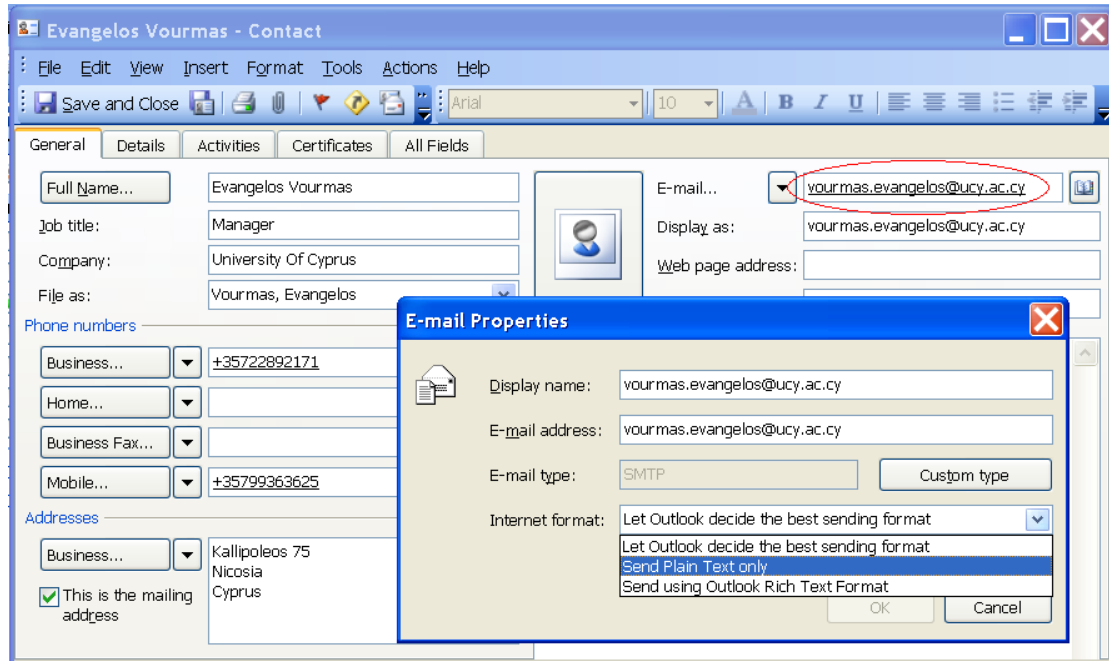 Evangelos Vourmas - Contact
File Edit View Insert Format Tools Actions Help
Save and Close Arial 10 A B I U
General Details Activities Certificates All Fields
Full Name... Evangelos Vourmas
Job title: Manager
Company: University Of Cyprus
File as: Vourmas, Evangelos
E-mail... vourmas.evangelos@ucy.ac.cy
Display as: vourmas.evangelos@ucy.ac.cy
Web page address:
Phone numbers
Business... +35722892171
Home...
Business Fax...
Mobile... +35799363625
Addresses
Business... Kallipoleos 75
Nicosia
Cyprus
This is the mailing
address
E-mail Properties
Display name: vourmas.evangelos@ucy.ac.cy
E-mail address: vourmas.evangelos@ucy.ac.cy
E-mail type: SMTP Custom type
Internet format: Let Outlook decide the best sending format
Let Outlook decide the best sending format
Send Plain Text only
Send using Outlook Rich Text Format
OK Cancel